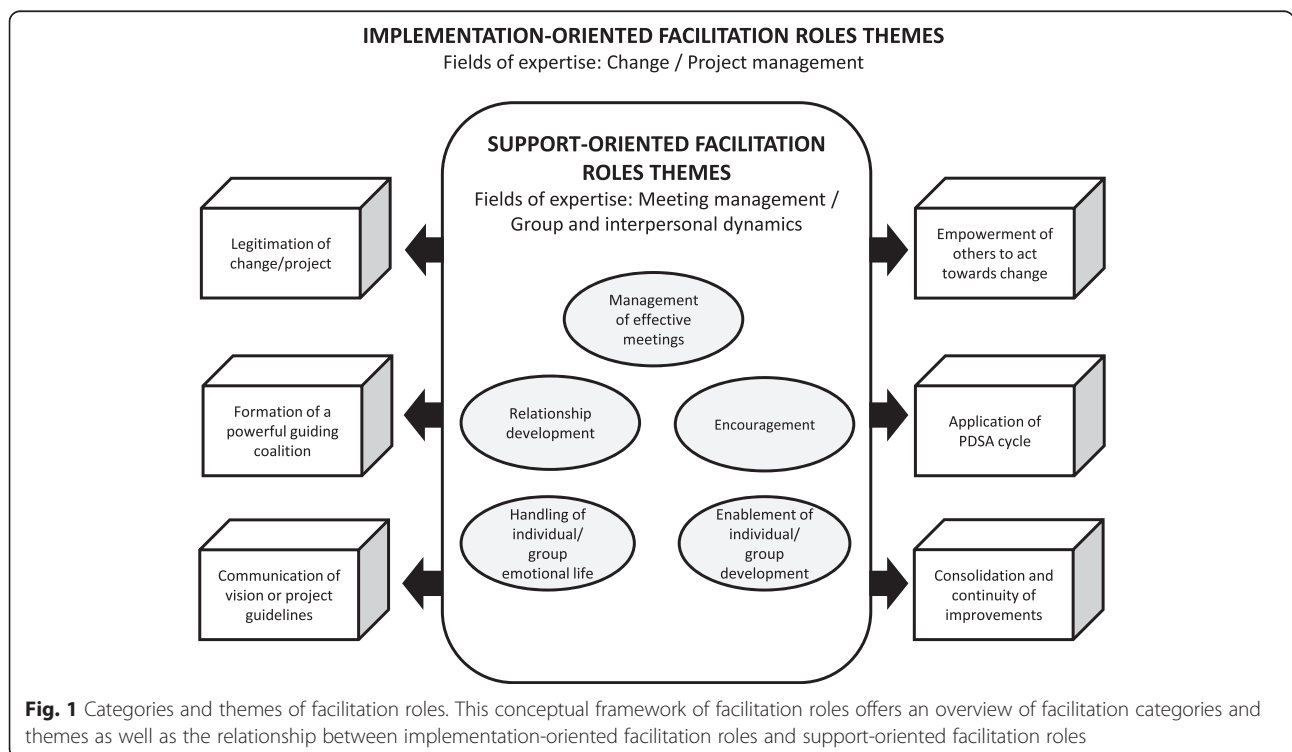 IMPLEMENTATION-ORIENTED FACILITATION ROLES THEMES
Fields of expertise: Change / Project management
SUPPORT-ORIENTED FACILITATION
ROLES THEMES
Fields of expertise: Meeting management /
Group and interpersonal dynamics
Legitimation of
change/project
Empowerment of
others to act
towards change
Management
of effective
meetings
Formation of a
powerful guiding
coalition
Relationship
development
Encouragement
Application of
PDSA cycle
Communication of
vision or project
guidelines
Handling of
individual/
group
emotional life
Enablement of
individual/
group
development
Consolidation and
continuity of
improvements
Fig. 1 Categories and themes of facilitation roles. This conceptual framework of facilitation roles offers an overview of facilitation categories and
themes as well as the relationship between implementation-oriented facilitation roles and support-oriented facilitation roles